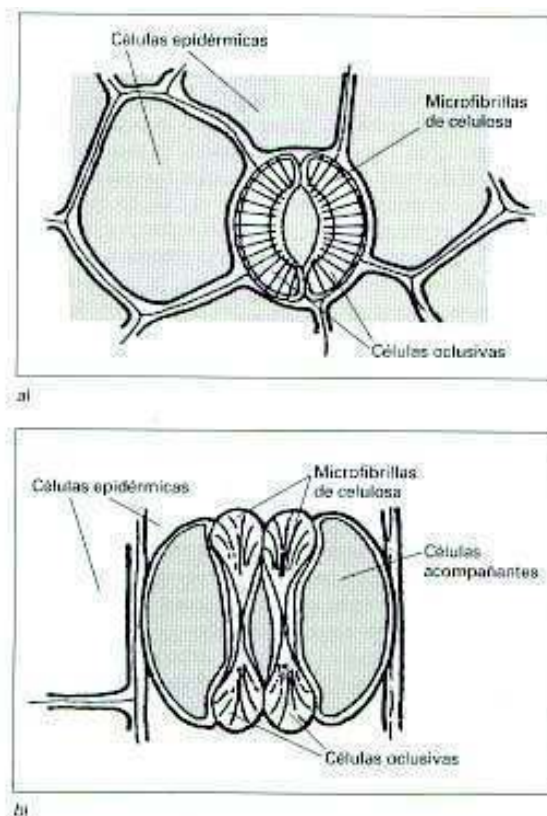 Células epidérmicas
Microfibrillas
de celulosa
Células oclusivas
a)
Microfibrillas
de celulosa
Células epidérmicas
Células
acompañantes
Células oclusivas
b)